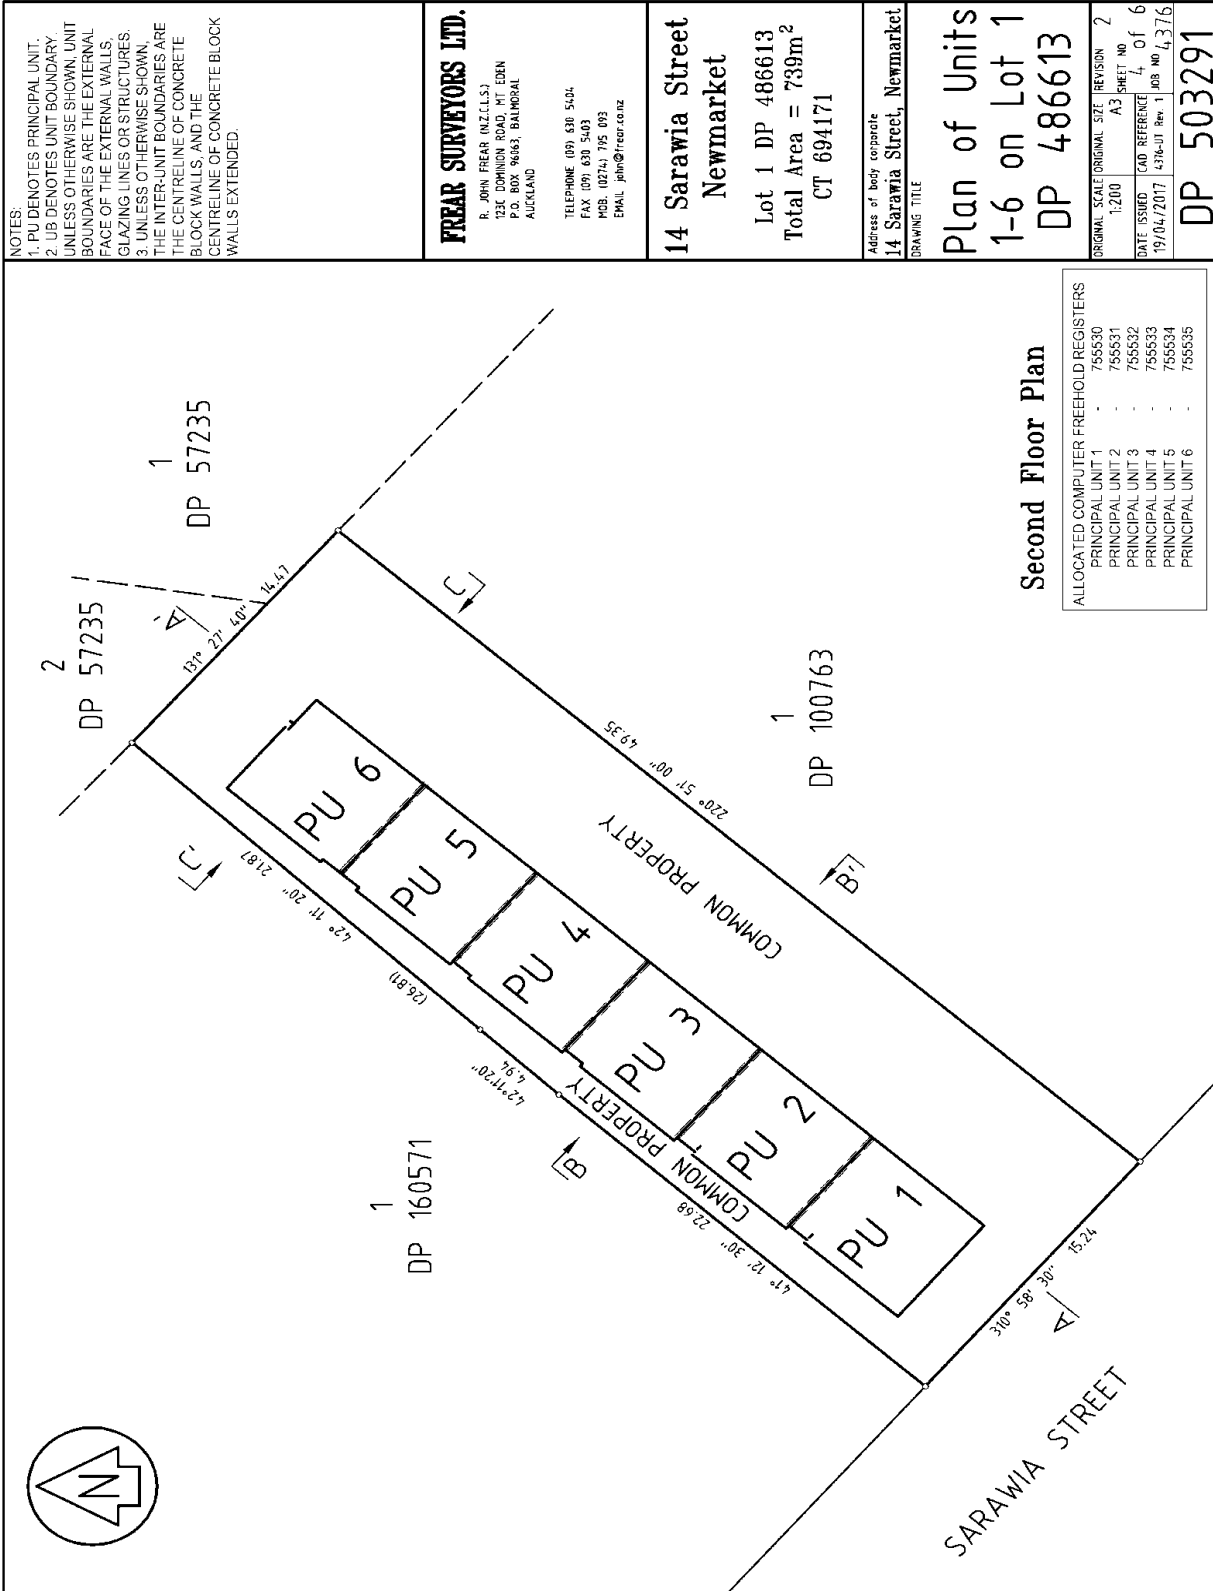 NOTES:
1. PU DENOTES PRINCIPAL UNIT.
2. UB DENOTES UNIT BOUNDARY.
UNLESS OTHERWISE SHOWN, UNIT
BOUNDARIES ARE THE EXTERNAL
FACE OF THE EXTERNAL WALLS,
GLAZING LINES OR STRUCTURES.
3. UNLESS OTHERWISE SHOWN,
THE INTER-UNIT BOUNDARIES ARE
THE CENTRELINE OF CONCRETE
BLOCK WALLS, AND THE
CENTRELINE OF CONCRETE BLOCK
WALLS EXTENDED.
FREAR SURVEYORS LTD.
R. JOHN FREAR (N.Z.C.L.S.)
123C DOMINION ROAD, MT EDEN
P.O. BOX 96063, BALMORAL
AUCKLAND
TELEPHONE (09) 630 5404
FAX (09) 630 5403
MOB. (0274) 795 093
EMAIL john@frear.co.nz
14 Sarawia Street
Newmarket
Lot 1 DP 486613
Total Area = 739m²
CT 694171
Address of body corporate
14 Sarawia Street, Newmarket
DRAWING TITLE
Plan of Units
1-6 on Lot 1
DP 486613
ORIGINAL SCALE
1:200
ORIGINAL SIZE
A3
REVISION 2
DATE ISSUED
19/04/2017
CAD REFERENCE
4376-UT Rev. 1
SHEET NO
4 of 6
JOB NO 4376
DP 503291
N
2
DP 57235
1
DP 57235
131° 27' 40" 14.47
A'
C
C'
42° 11' 20" 21.87
(26.81)
42°11'20"
4.94
1
DP 160571
B
41° 12' 30" 22.68
COMMON PROPERTY
PU 6
PU 5
PU 4
PU 3
PU 2
PU 1
COMMON PROPERTY
220° 51' 00" 49.35
B'
1
DP 100763
310° 58' 30" 15.24
A
SARAWIA STREET
Second Floor Plan
ALLOCATED COMPUTER FREEHOLD REGISTERS
PRINCIPAL UNIT 1 - 755530
PRINCIPAL UNIT 2 - 755531
PRINCIPAL UNIT 3 - 755532
PRINCIPAL UNIT 4 - 755533
PRINCIPAL UNIT 5 - 755534
PRINCIPAL UNIT 6 - 755535